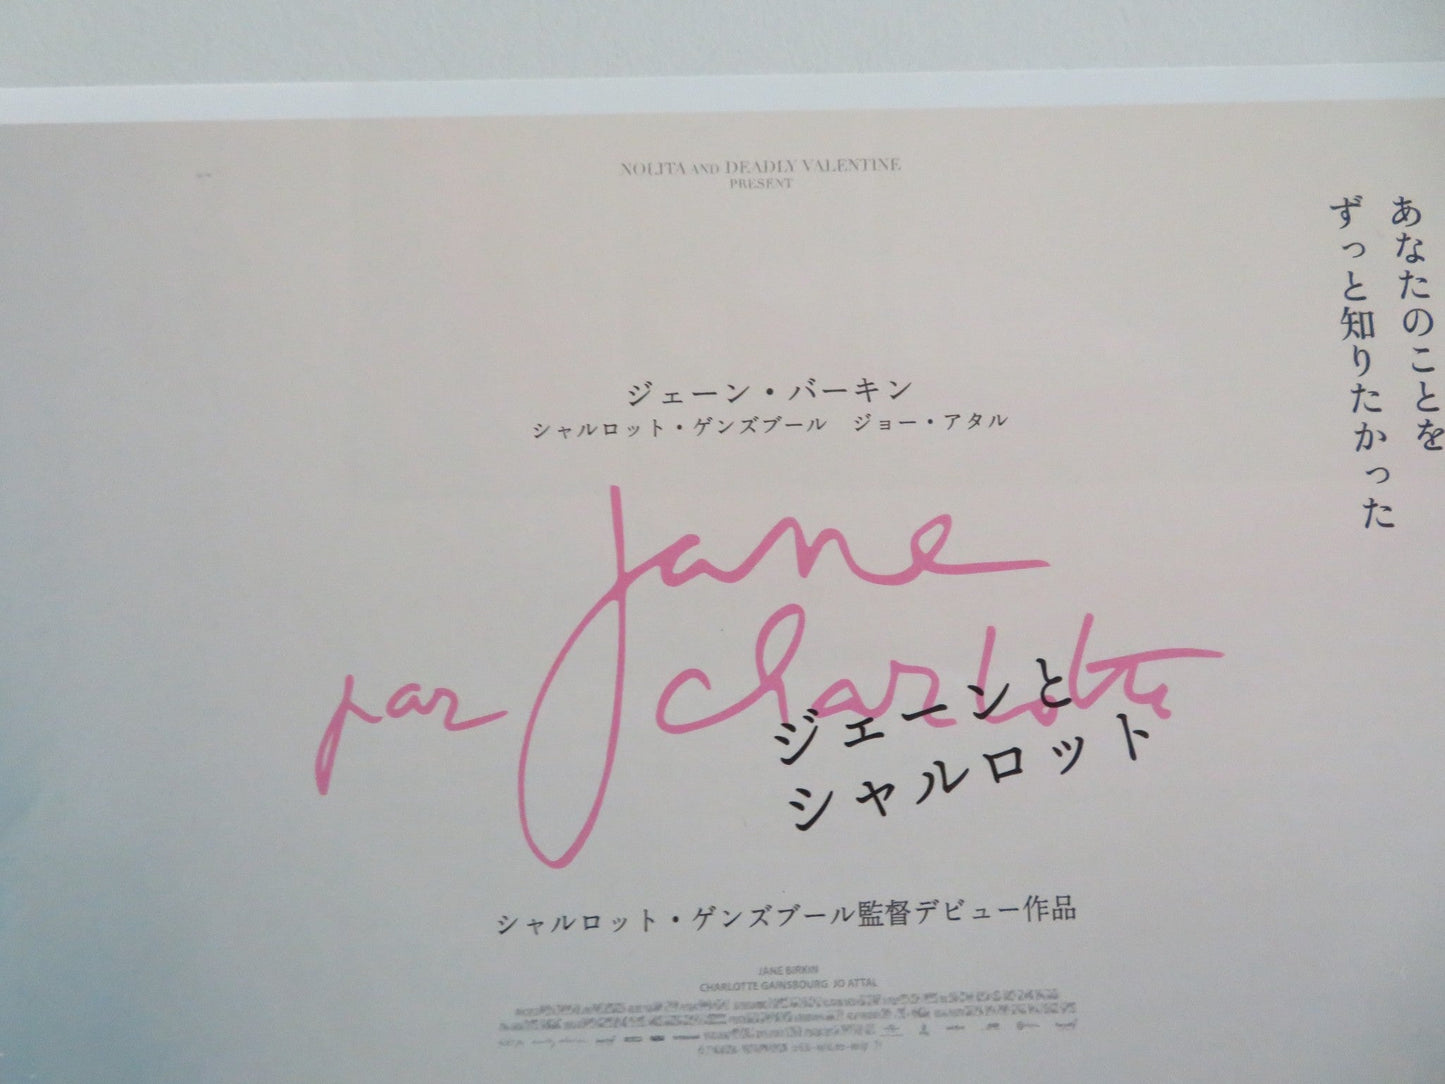 NOLITA AND DEADLY VALENTINE
PRESENT
あなたのことを
ずっと知りたかった
ジェーン・バーキン
シャルロット・ゲンズブール　ジョー・アタル
Jane
par Charlotte
ジェーンと
シャルロット
シャルロット・ゲンズブール監督デビュー作品
JANE BIRKIN
CHARLOTTE GAINSBOURG JO ATTAL